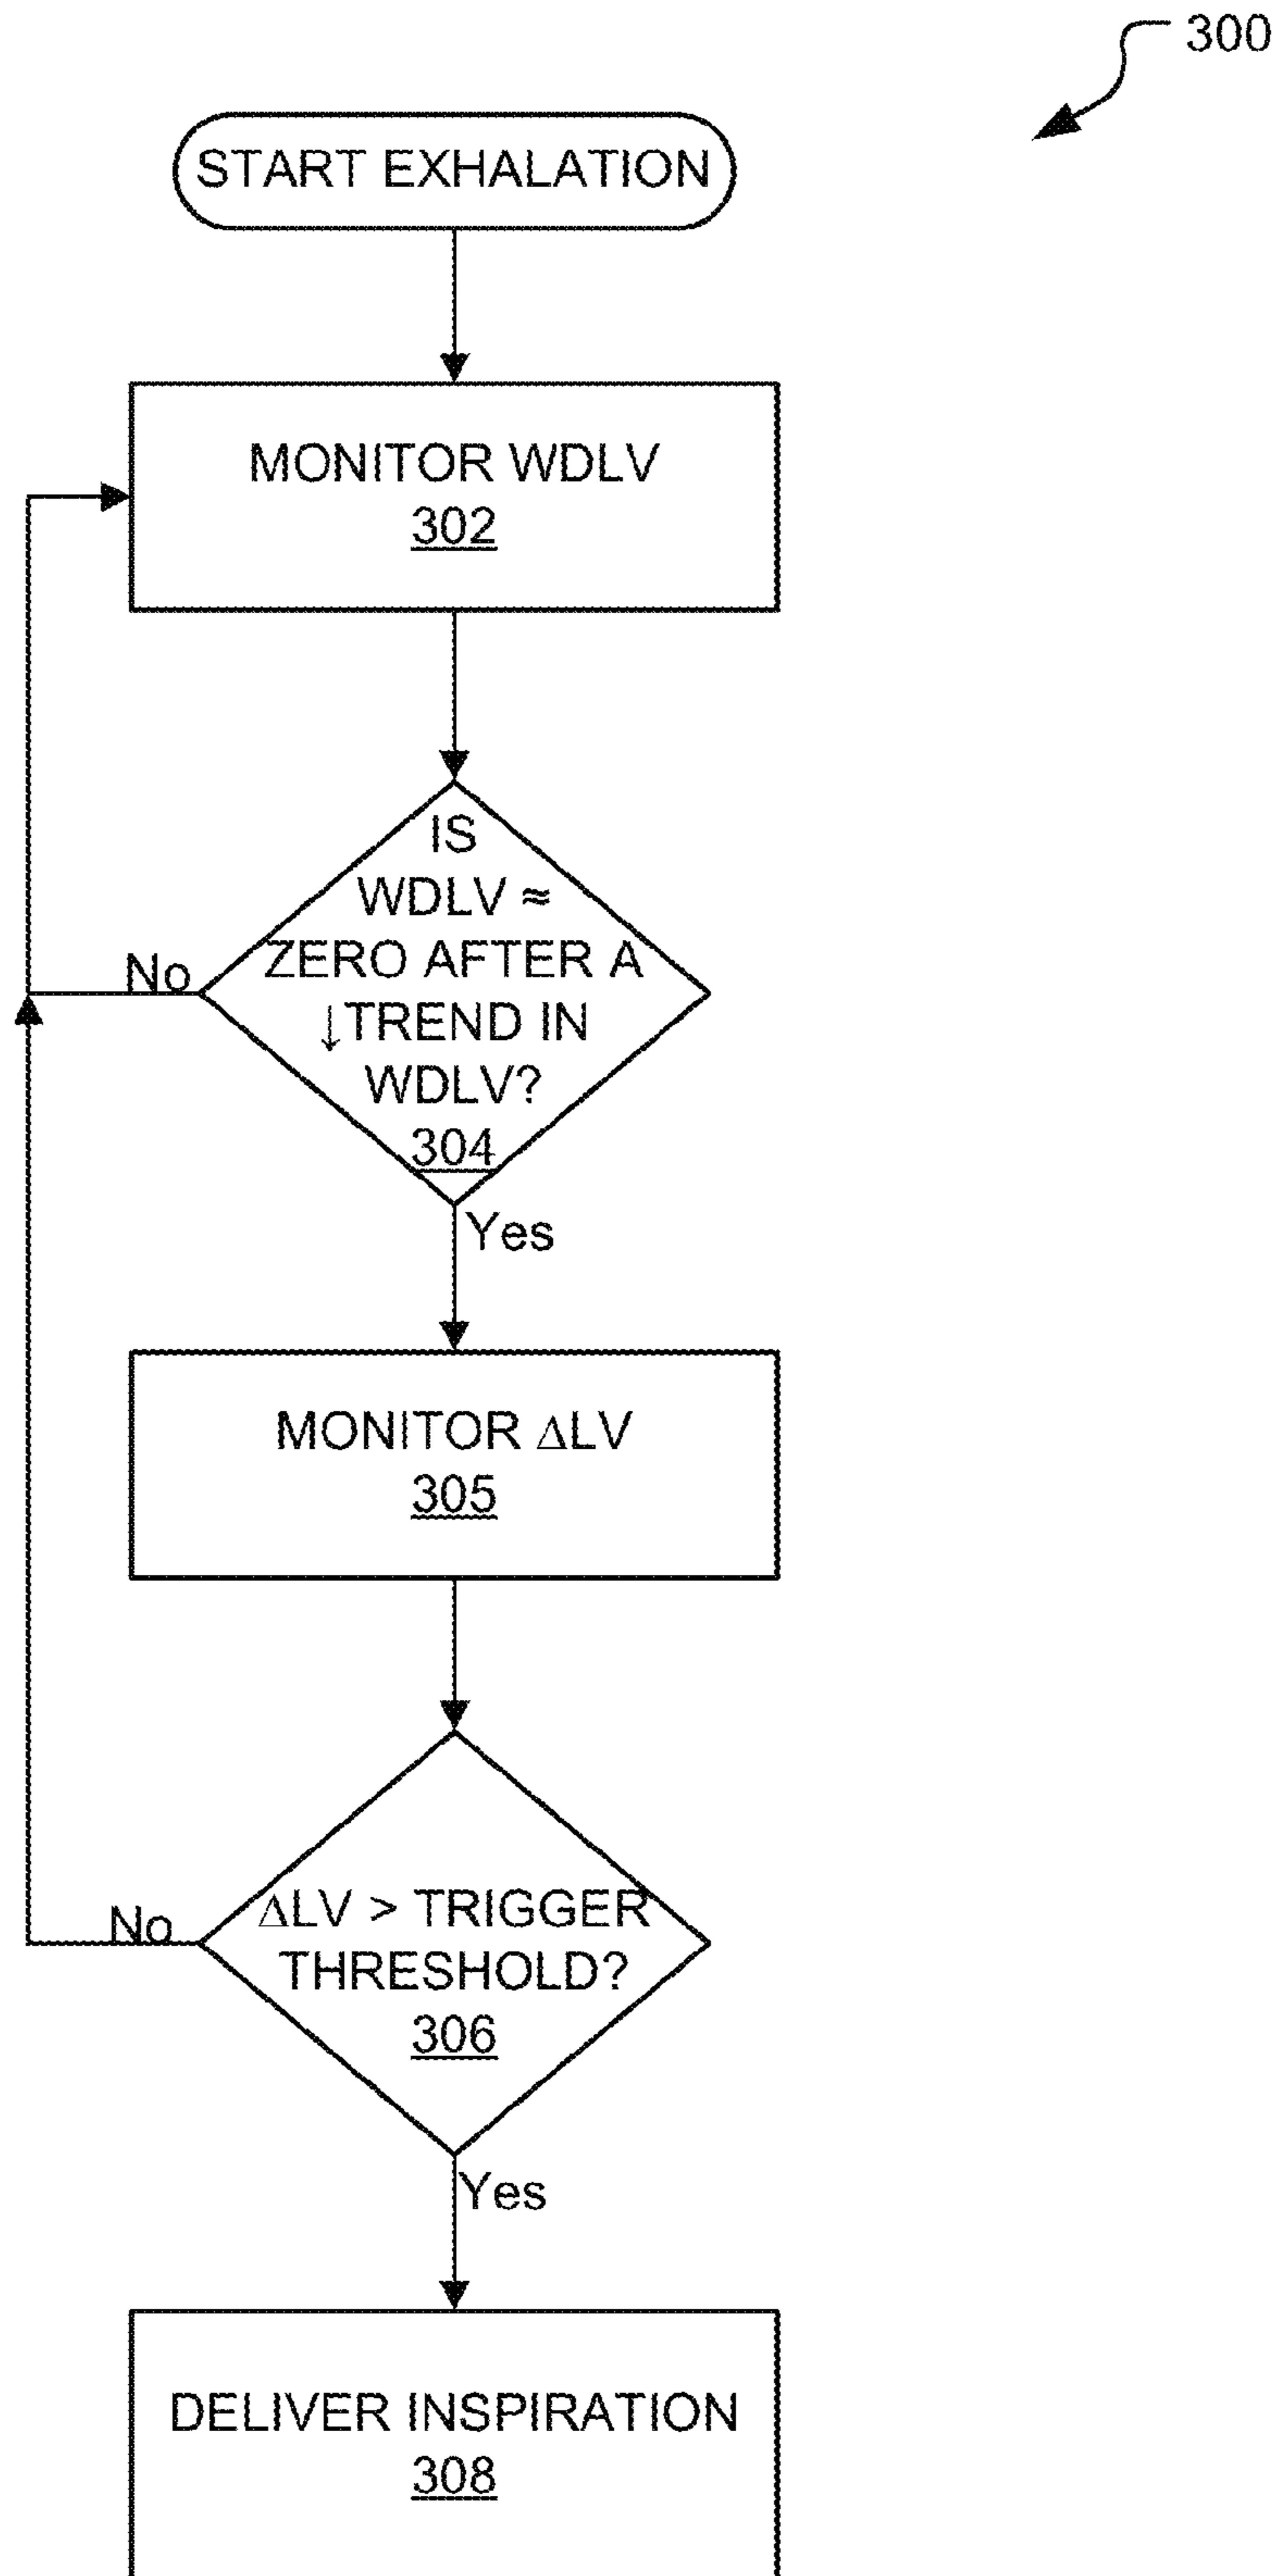 300
START EXHALATION
MONITOR WDLV
302
IS
WDLV ≈
ZERO AFTER A
↓TREND IN
WDLV?
304
No
Yes
MONITOR ΔLV
305
ΔLV > TRIGGER
THRESHOLD?
306
No
Yes
DELIVER INSPIRATION
308